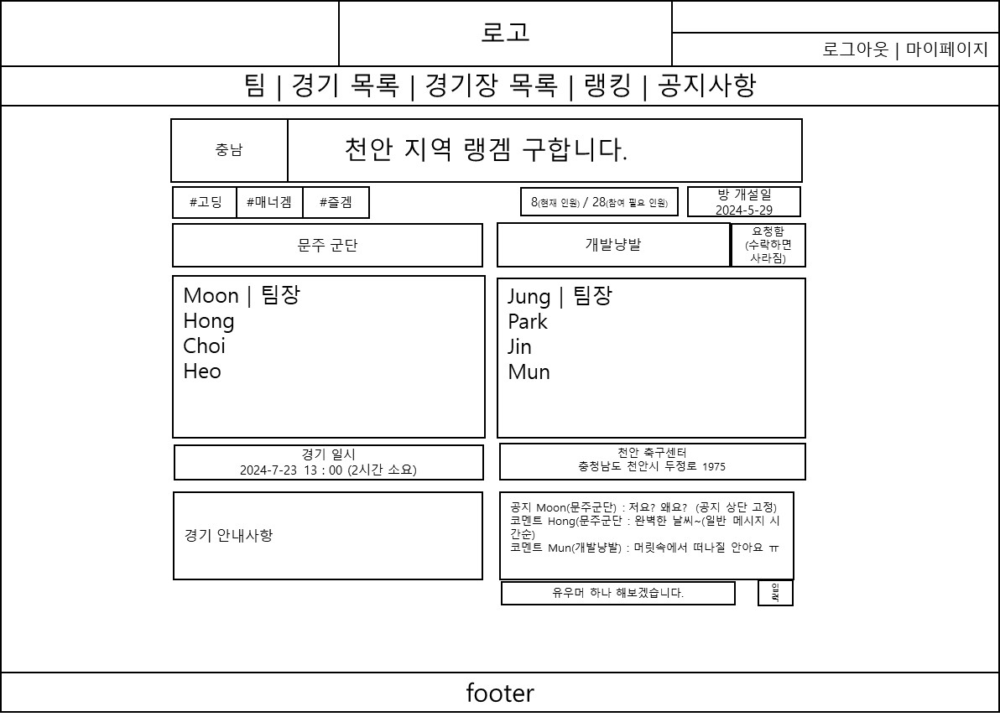 로고
로그아웃 | 마이페이지
팀 | 경기 목록 | 경기장 목록 | 랭킹 | 공지사항
충남
천안 지역 랭겜 구합니다.
#고딩
#매너겜
#즐겜
8(현재 인원) / 28(참여 필요 인원)
방 개설일
2024-5-29
문주 군단
개발냥발
요청함
(수락하면
사라짐)
Moon | 팀장
Hong
Choi
Heo
Jung | 팀장
Park
Jin
Mun
경기 일시
2024-7-23 13 : 00 (2시간 소요)
천안 축구센터
충청남도 천안시 두정로 1975
경기 안내사항
공지 Moon(문주군단) : 저요? 왜요? (공지 상단 고정)
코멘트 Hong(문주군단 : 완벽한 날씨~(일반 메시지 시
간순)
코멘트 Mun(개발냥발) : 머릿속에서 떠나질 안아요 ㅠ
유우머 하나 해보겠습니다.
입
력
footer